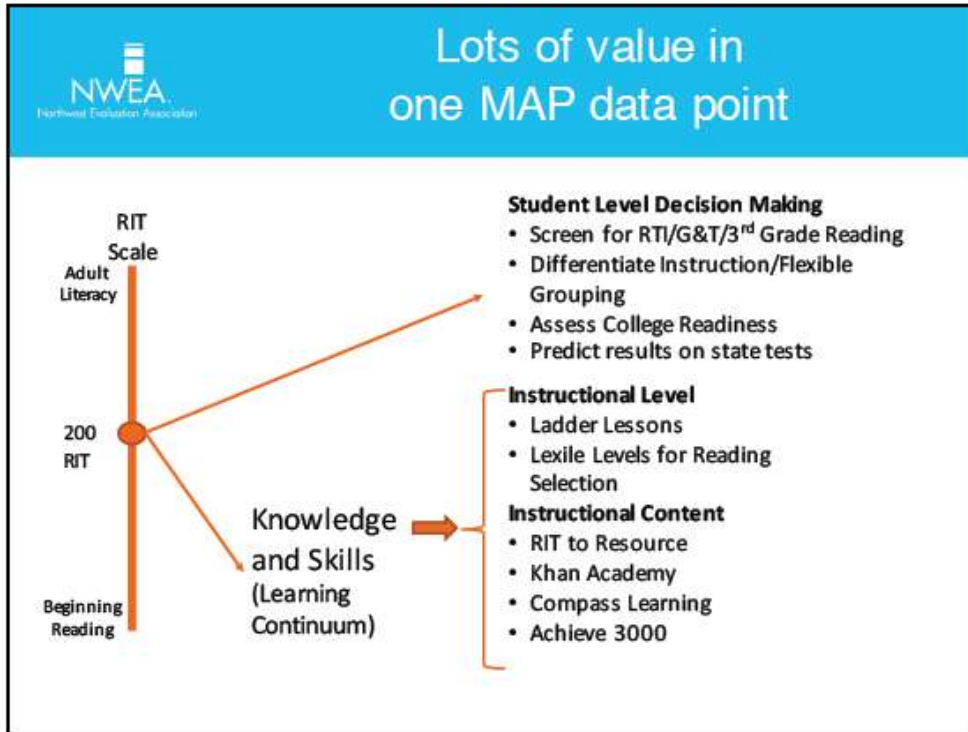 NWEA.
Northwest Evaluation Association
Lots of value in
one MAP data point
RIT
Scale
Adult
Literacy
200
RIT
Beginning
Reading
Knowledge
and Skills
(Learning
Continuum)
Student Level Decision Making
• Screen for RTI/G&T/3rd Grade Reading
• Differentiate Instruction/Flexible
Grouping
• Assess College Readiness
• Predict results on state tests
Instructional Level
• Ladder Lessons
• Lexile Levels for Reading
Selection
Instructional Content
• RIT to Resource
• Khan Academy
• Compass Learning
• Achieve 3000